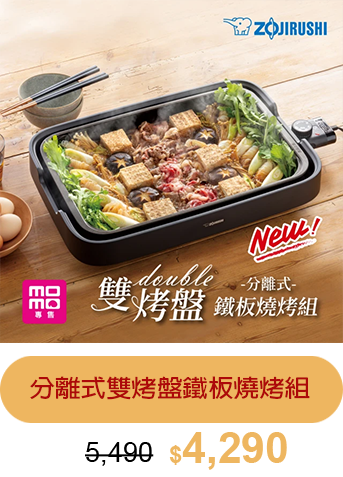 ZOJIRUSHI
New!
double
雙烤盤
-分離式-
鐵板燒烤組
momo
專售
分離式雙烤盤鐵板燒烤組
5,490 $4,290